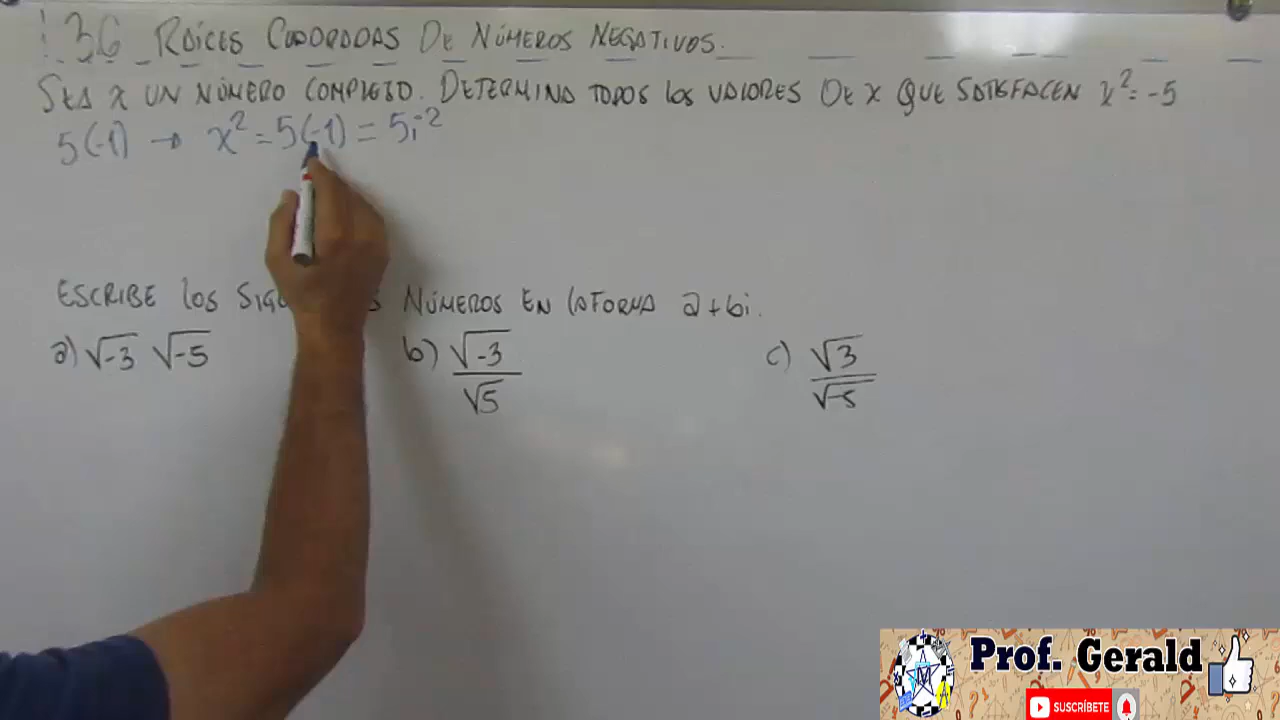 1.36 RAÍCES CUADRADAS DE NÚMEROS NEGATIVOS.
SEA x UN NÚMERO COMPLEJO. DETERMINA TODOS LOS VALORES DE X QUE SATISFACEN x² = -5
5(-1) → x² = 5(-1) = 5i²
ESCRIBE LOS NÚMEROS EN LA FORMA a+bi.
a) √-3 √-5 b) √-3/√5 c) √3/√-5
Prof. Gerald
SUSCRÍBETE